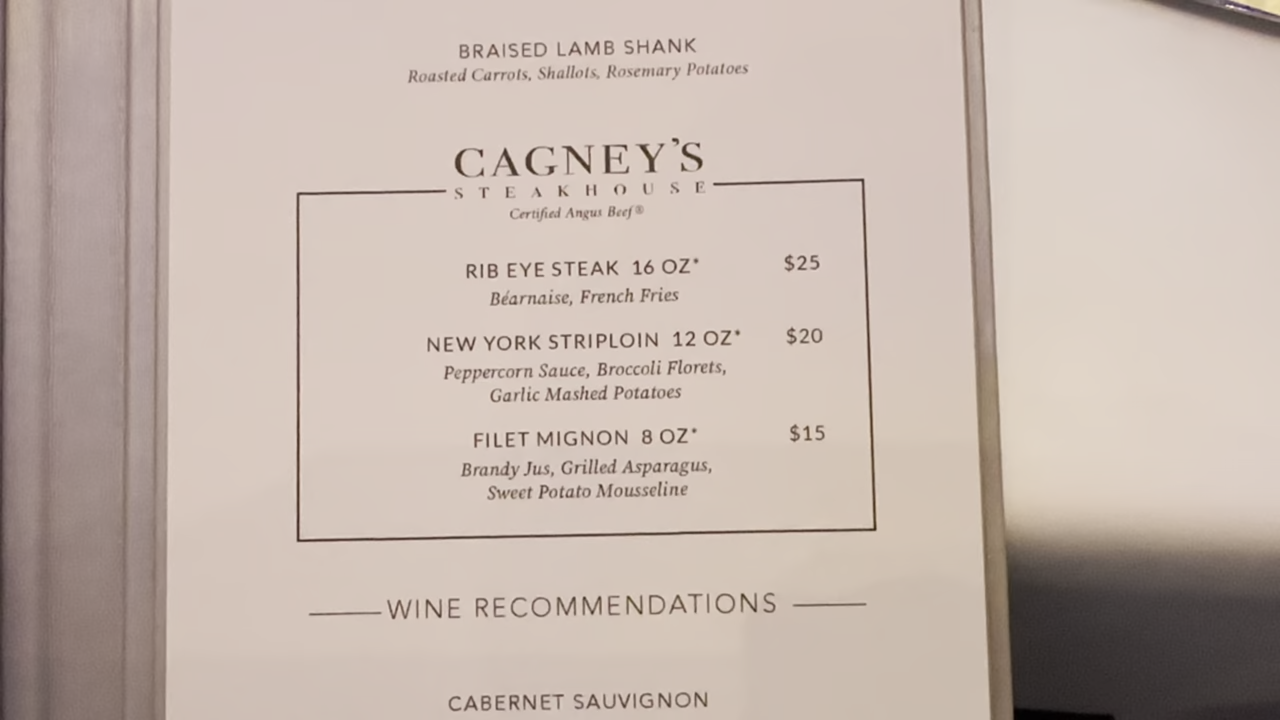 BRAISED LAMB SHANK
Roasted Carrots, Shallots, Rosemary Potatoes
CAGNEY'S
STEAKHOUSE
Certified Angus Beef®
RIB EYE STEAK 16 OZ* $25
Béarnaise, French Fries
NEW YORK STRIPLOIN 12 OZ* $20
Peppercorn Sauce, Broccoli Florets,
Garlic Mashed Potatoes
FILET MIGNON 8 OZ* $15
Brandy Jus, Grilled Asparagus,
Sweet Potato Mousseline
WINE RECOMMENDATIONS
CABERNET SAUVIGNON